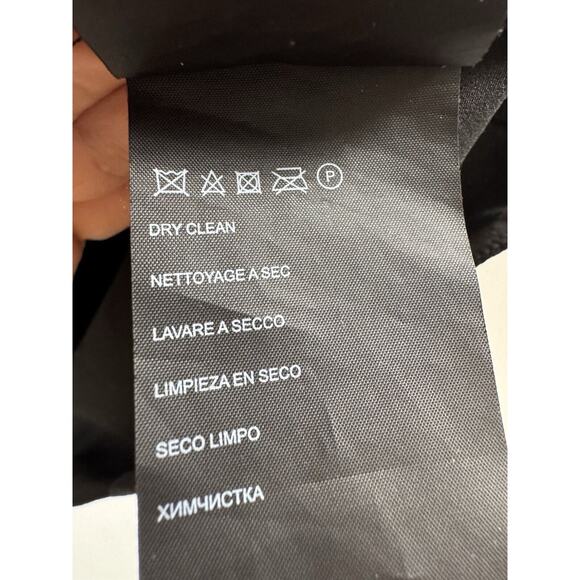 P
DRY CLEAN
NETTOYAGE A SEC
LAVARE A SECCO
LIMPIEZA EN SECO
SECO LIMPO
ХИМЧИСТКА